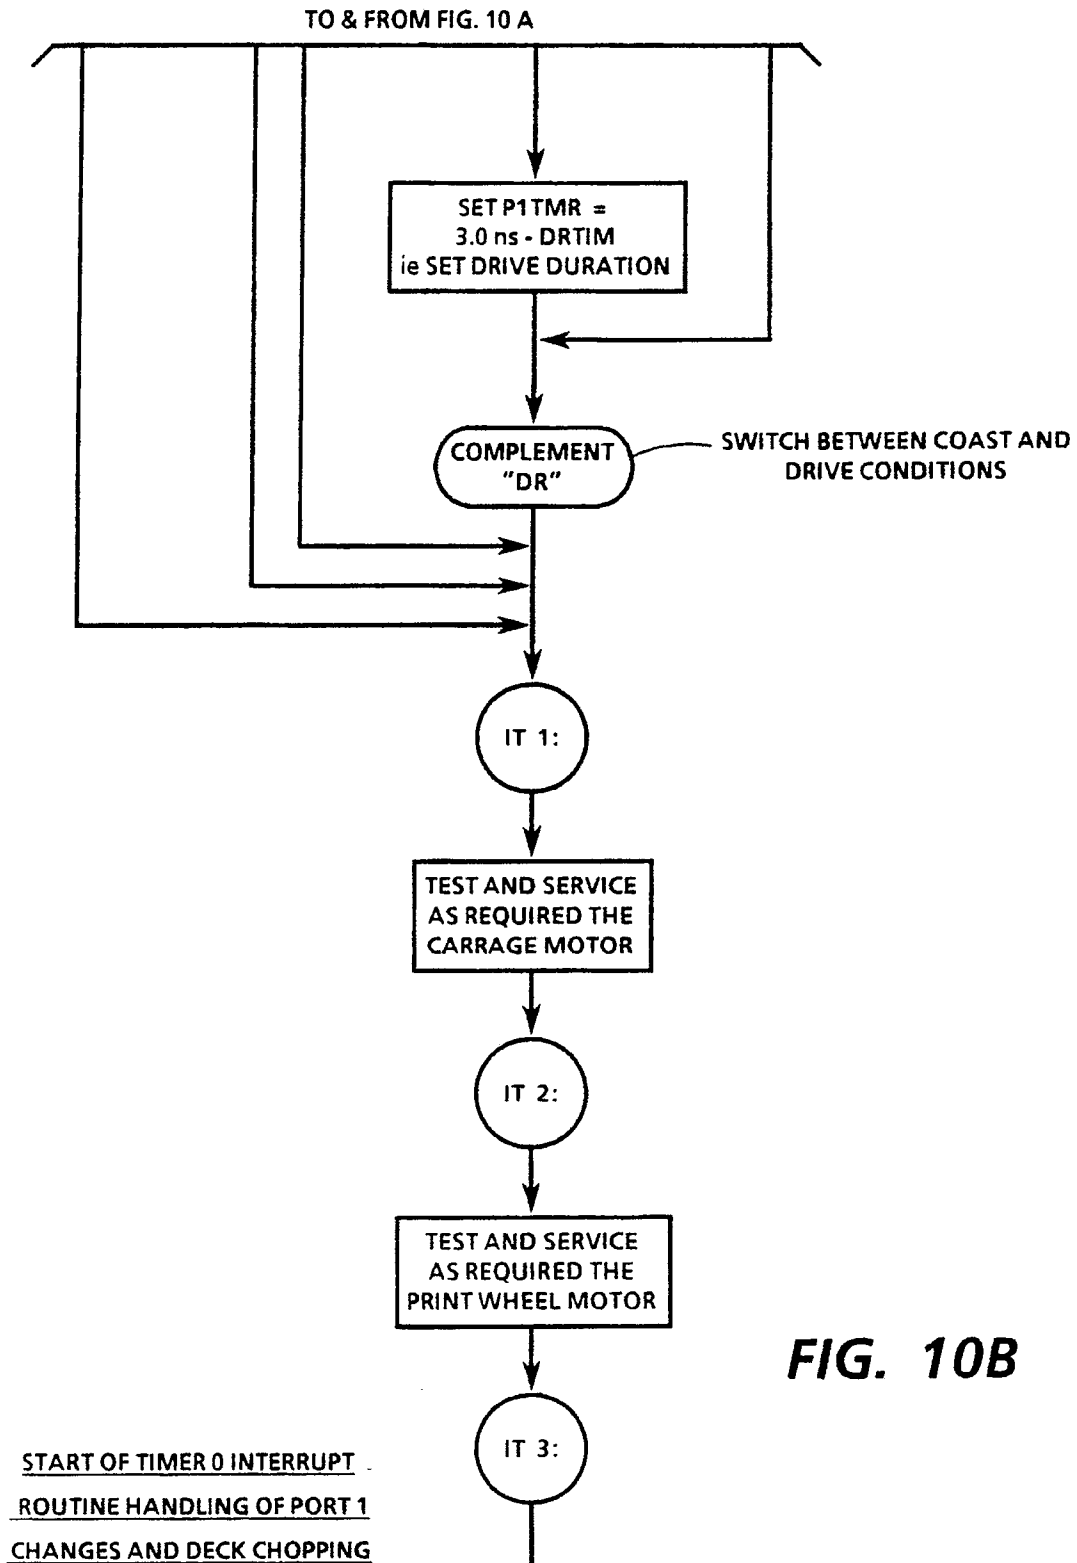 TO & FROM FIG. 10 A
SET P1TMR =
3.0 ns - DRTIM
ie SET DRIVE DURATION
COMPLEMENT
"DR"
SWITCH BETWEEN COAST AND
DRIVE CONDITIONS
IT 1:
TEST AND SERVICE
AS REQUIRED THE
CARRAGE MOTOR
IT 2:
TEST AND SERVICE
AS REQUIRED THE
PRINT WHEEL MOTOR
FIG. 10B
IT 3:
START OF TIMER 0 INTERRUPT
ROUTINE HANDLING OF PORT 1
CHANGES AND DECK CHOPPING